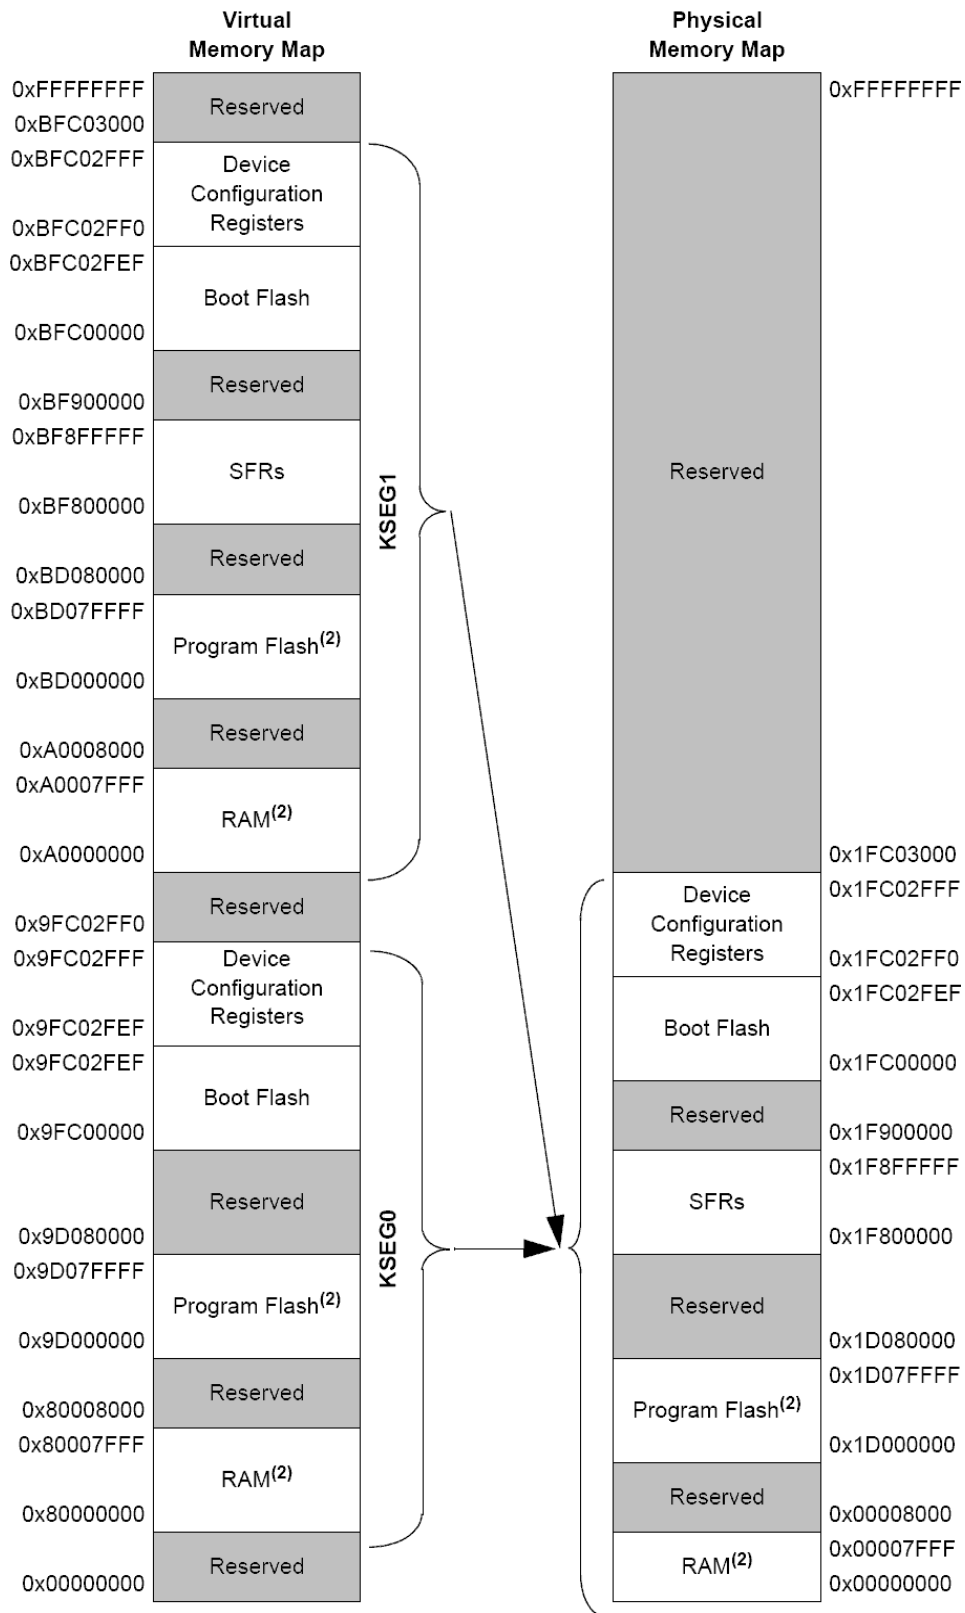 Virtual
Memory Map
0xFFFFFFFF
Reserved
0xBFC03000
0xBFC02FFF
Device
Configuration
Registers
0xBFC02FF0
0xBFC02FEF
Boot Flash
0xBFC00000
Reserved
0xBF900000
0xBF8FFFFF
SFRs
0xBF800000
Reserved
0xBD080000
0xBD07FFFF
Program Flash(2)
0xBD000000
Reserved
0xA0008000
0xA0007FFF
RAM(2)
0xA0000000
KSEG1
Reserved
0x9FC02FF0
0x9FC02FFF
Device
Configuration
Registers
0x9FC02FEF
0x9FC02FEF
Boot Flash
0x9FC00000
Reserved
0x9D080000
0x9D07FFFF
Program Flash(2)
0x9D000000
Reserved
0x80008000
0x80007FFF
RAM(2)
0x80000000
KSEG0
Reserved
0x00000000
Physical
Memory Map
0xFFFFFFFF
Reserved
0x1FC03000
0x1FC02FFF
Device
Configuration
Registers
0x1FC02FF0
0x1FC02FEF
Boot Flash
0x1FC00000
Reserved
0x1F900000
0x1F8FFFFF
SFRs
0x1F800000
Reserved
0x1D080000
0x1D07FFFF
Program Flash(2)
0x1D000000
Reserved
0x00008000
0x00007FFF
RAM(2)
0x00000000